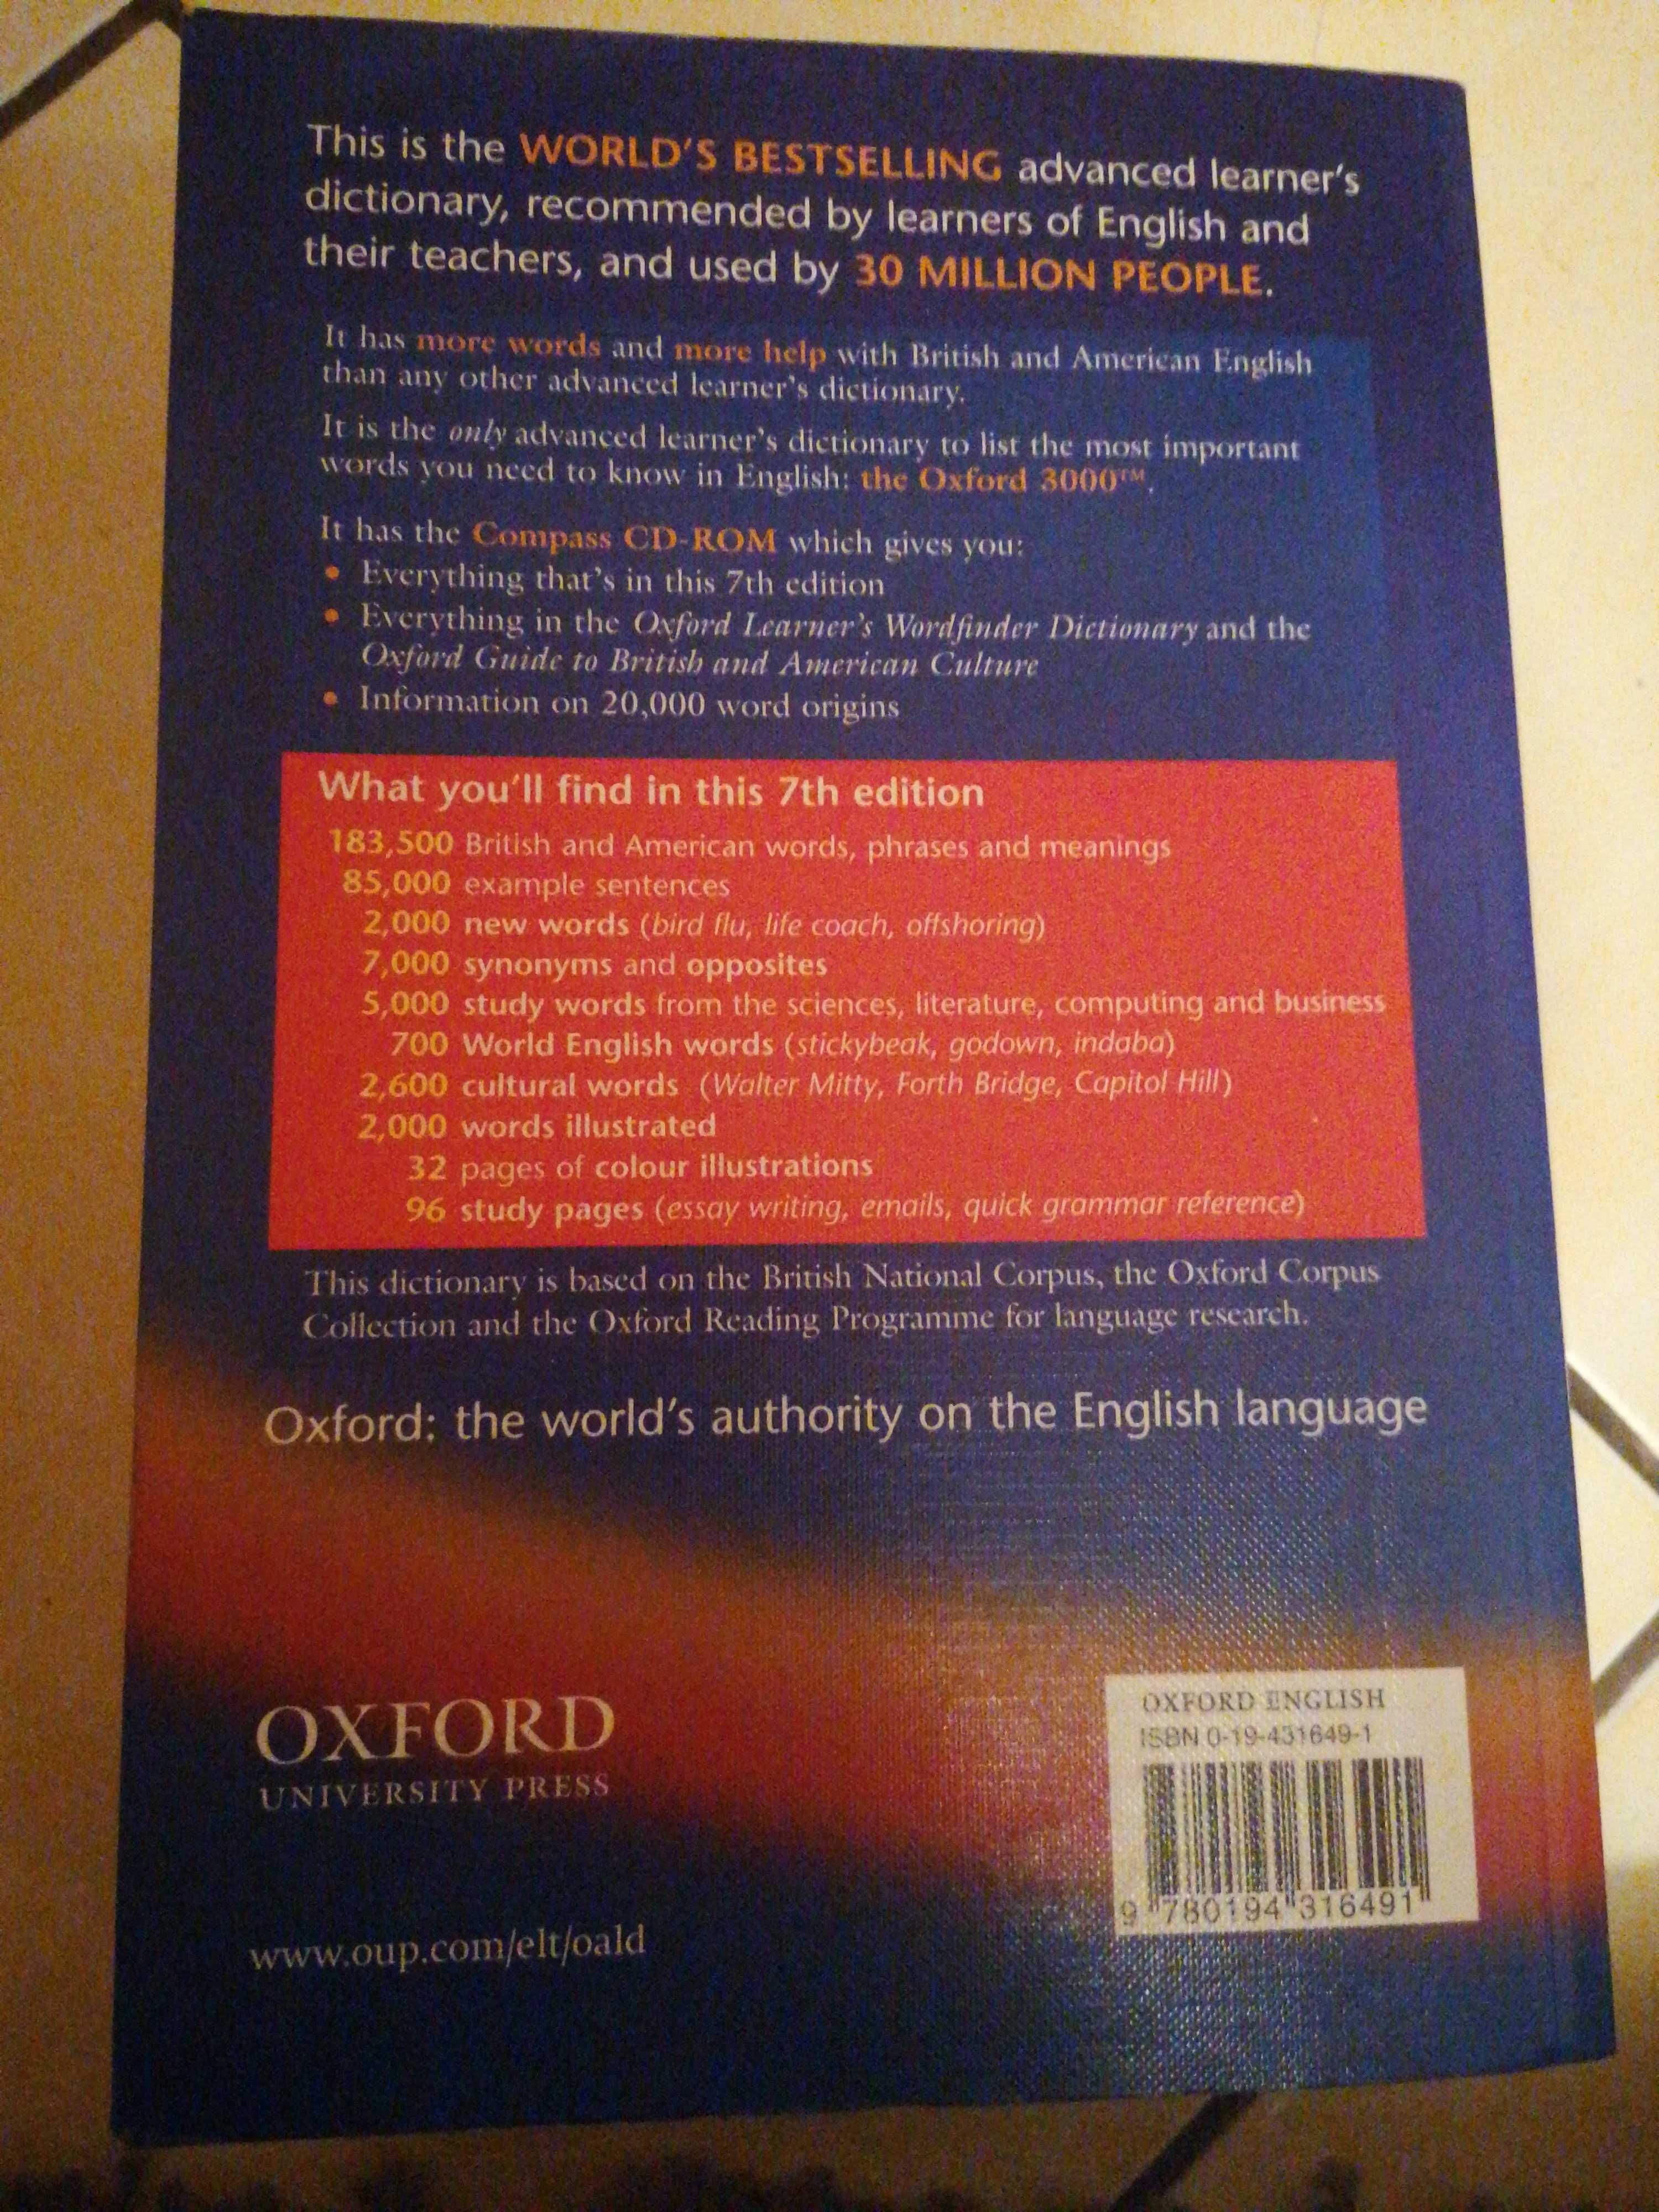 This is the WORLD'S BESTSELLING advanced learner's
dictionary, recommended by learners of English and
their teachers, and used by 30 MILLION PEOPLE.
It has more words and more help with British and American English
than any other advanced learner's dictionary.
It is the only advanced learner's dictionary to list the most important
words you need to know in English: the Oxford 3000™.
It has the Compass CD-ROM which gives you:
• Everything that's in this 7th edition
• Everything in the Oxford Learner's Wordfinder Dictionary and the
Oxford Guide to British and American Culture
• Information on 20,000 word origins
What you'll find in this 7th edition
183,500 British and American words, phrases and meanings
85,000 example sentences
2,000 new words (bird flu, life coach, offshoring)
7,000 synonyms and opposites
5,000 study words from the sciences, literature, computing and business
700 World English words (stickybeak, godown, indaba)
2,600 cultural words (Walter Mitty, Forth Bridge, Capitol Hill)
2,000 words illustrated
32 pages of colour illustrations
96 study pages (essay writing, emails, quick grammar reference)
This dictionary is based on the British National Corpus, the Oxford Corpus
Collection and the Oxford Reading Programme for language research.
Oxford: the world's authority on the English language
OXFORD
UNIVERSITY PRESS
www.oup.com/elt/oald
OXFORD ENGLISH
ISBN 0-19-431649-1
9 780194 316491